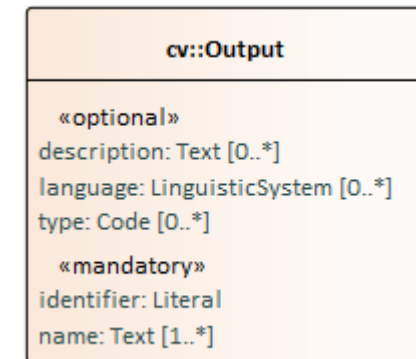 cv::Output
«optional»
description: Text [0..*]
language: LinguisticSystem [0..*]
type: Code [0..*]
«mandatory»
identifier: Literal
name: Text [1..*]